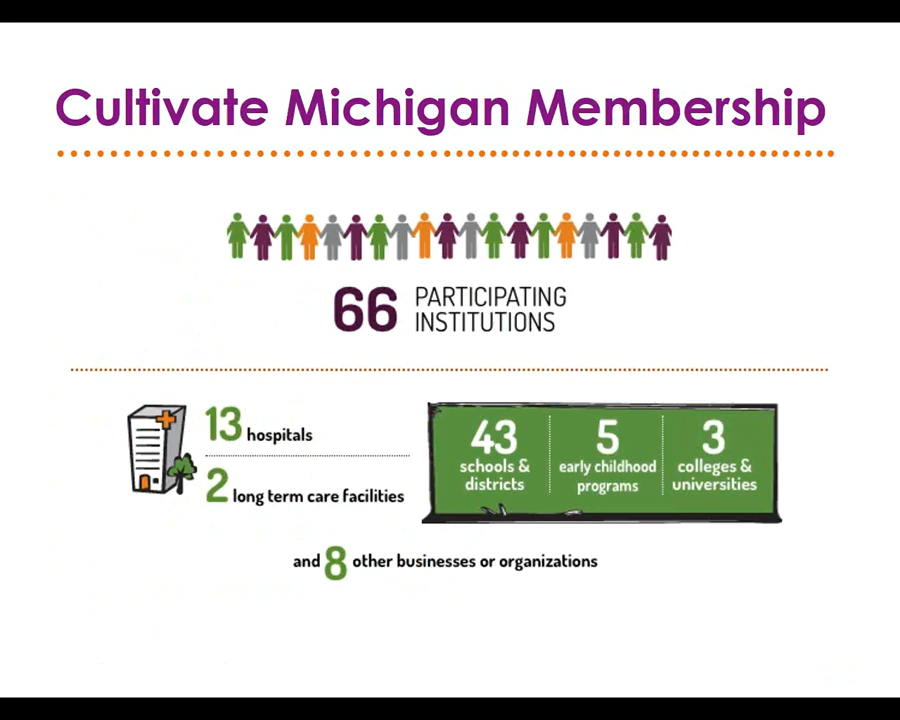 Cultivate Michigan Membership
66 PARTICIPATING
INSTITUTIONS
13 hospitals
2 long term care facilities
43
schools &
districts
5
early childhood
programs
3
colleges &
universities
and 8 other businesses or organizations